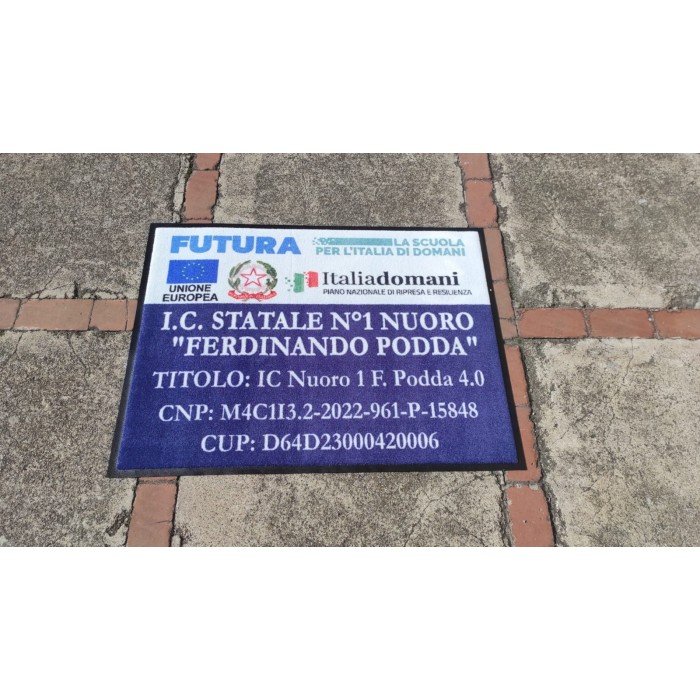 FUTURA
LA SCUOLA
PER L'ITALIA DI DOMANI
UNIONE
EUROPEA
Italiadomani
PIANO NAZIONALE DI RIPRESA E RESILIENZA
I.C. STATALE N°1 NUORO
"FERDINANDO PODDA"
TITOLO: IC Nuoro 1 F. Podda 4.0
CNP: M4C1I3.2-2022-961-P-15848
CUP: D64D23000420006